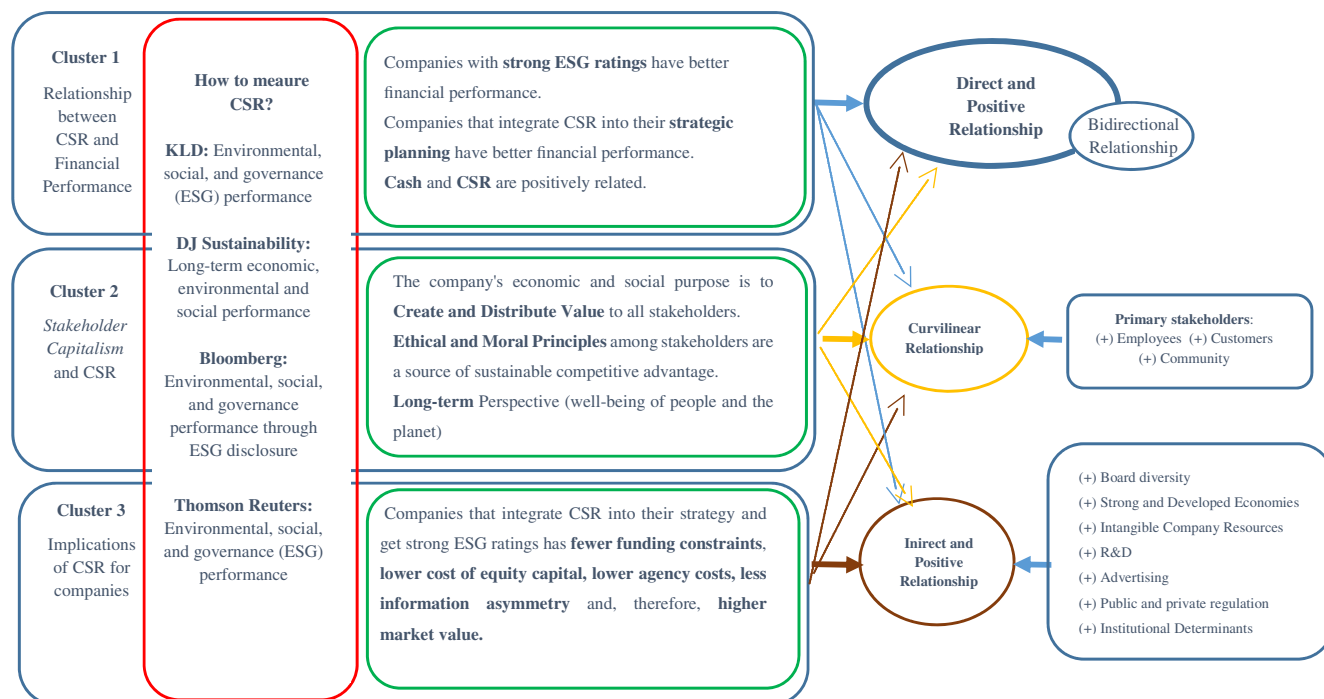 Cluster 1
Relationship
between
CSR and
Financial
Performance
Cluster 2
Stakeholder
Capitalism
and CSR
Cluster 3
Implications
of CSR for
companies
How to meaure
CSR?
KLD: Environmental,
social, and governance
(ESG) performance
DJ Sustainability:
Long-term economic,
environmental and
social performance
Bloomberg:
Environmental, social,
and governance
performance through
ESG disclosure
Thomson Reuters:
Environmental, social,
and governance (ESG)
performance
Companies with strong ESG ratings have better
financial performance.
Companies that integrate CSR into their strategic
planning have better financial performance.
Cash and CSR are positively related.
The company's economic and social purpose is to
Create and Distribute Value to all stakeholders.
Ethical and Moral Principles among stakeholders are
a source of sustainable competitive advantage.
Long-term Perspective (well-being of people and the
planet)
Companies that integrate CSR into their strategy and
get strong ESG ratings has fewer funding constraints,
lower cost of equity capital, lower agency costs, less
information asymmetry and, therefore, higher
market value.
Direct and
Positive
Relationship
Bidirectional
Relationship
Curvilinear
Relationship
Inirect and
Positive
Relationship
Primary stakeholders:
(+) Employees (+) Customers
(+) Community
(+) Board diversity
(+) Strong and Developed Economies
(+) Intangible Company Resources
(+) R&D
(+) Advertising
(+) Public and private regulation
(+) Institutional Determinants